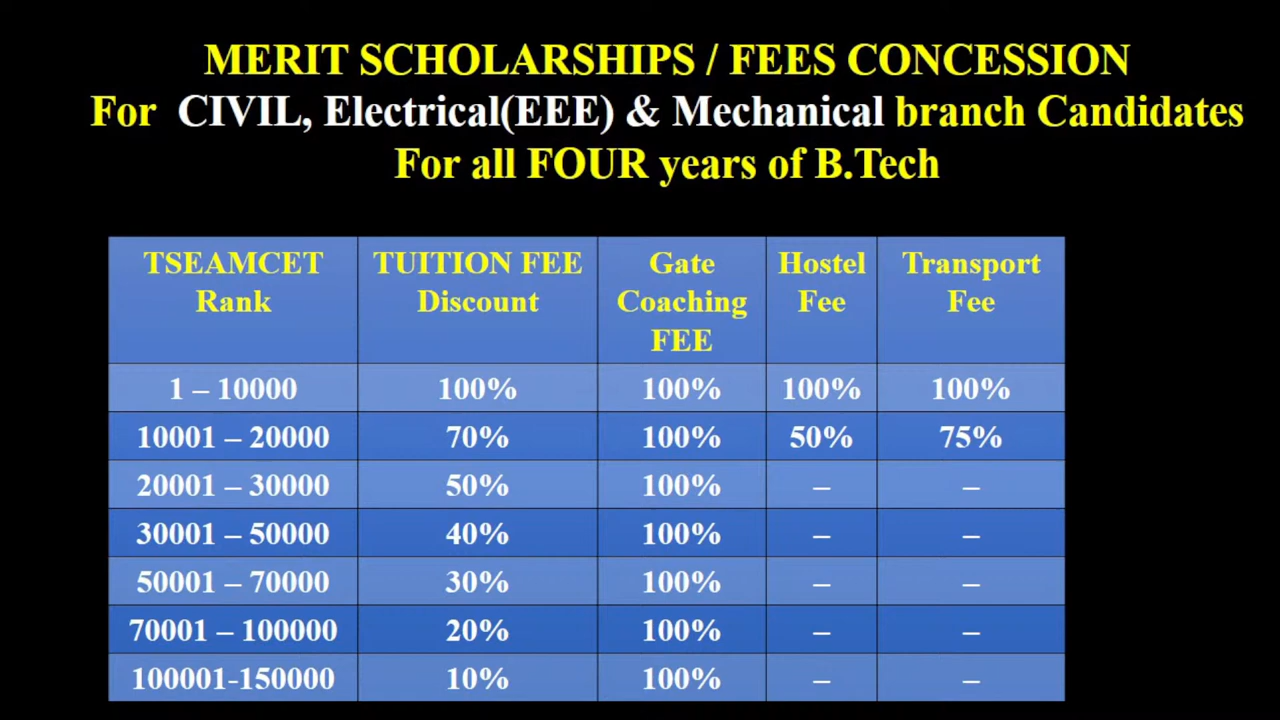 MERIT SCHOLARSHIPS / FEES CONCESSION
For CIVIL, Electrical(EEE) & Mechanical branch Candidates
For all FOUR years of B.Tech
TSEAMCET Rank TUITION FEE Discount Gate Coaching FEE Hostel Fee Transport Fee
1 – 10000 100% 100% 100% 100%
10001 – 20000 70% 100% 50% 75%
20001 – 30000 50% 100% – –
30001 – 50000 40% 100% – –
50001 – 70000 30% 100% – –
70001 – 100000 20% 100% – –
100001-150000 10% 100% – –